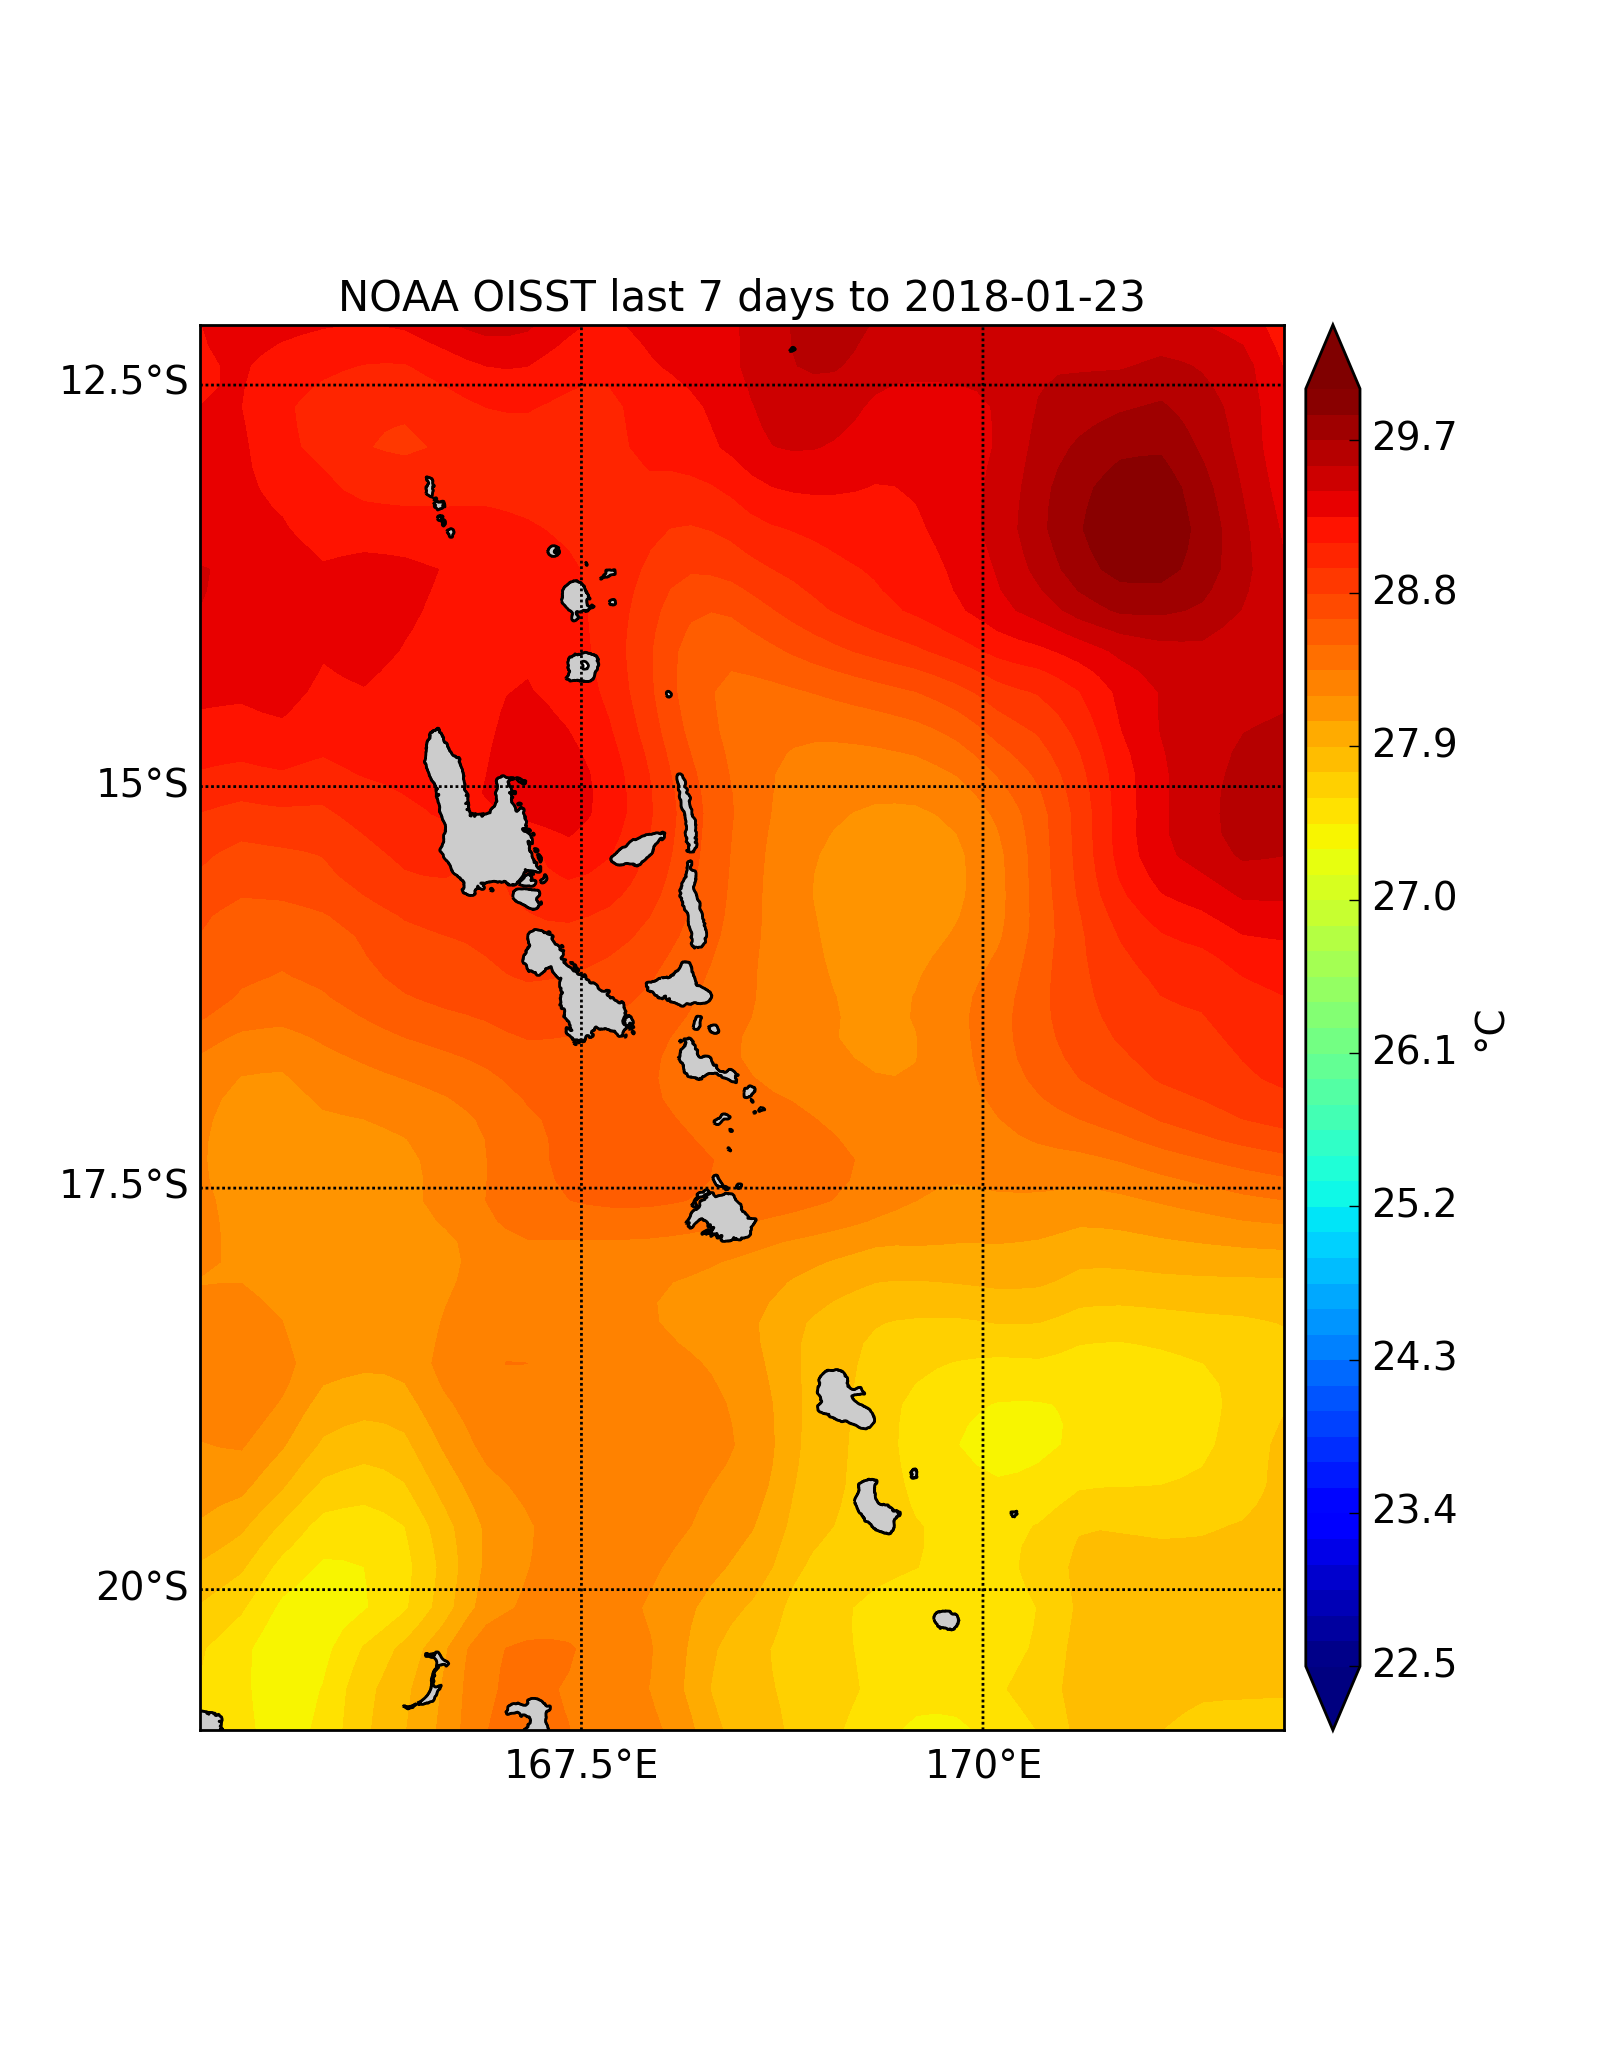 NOAA OISST last 7 days to 2018-01-23
12.5°S
15°S
17.5°S
20°S
167.5°E
170°E
29.7
28.8
27.9
27.0
26.1
25.2
24.3
23.4
22.5
°C